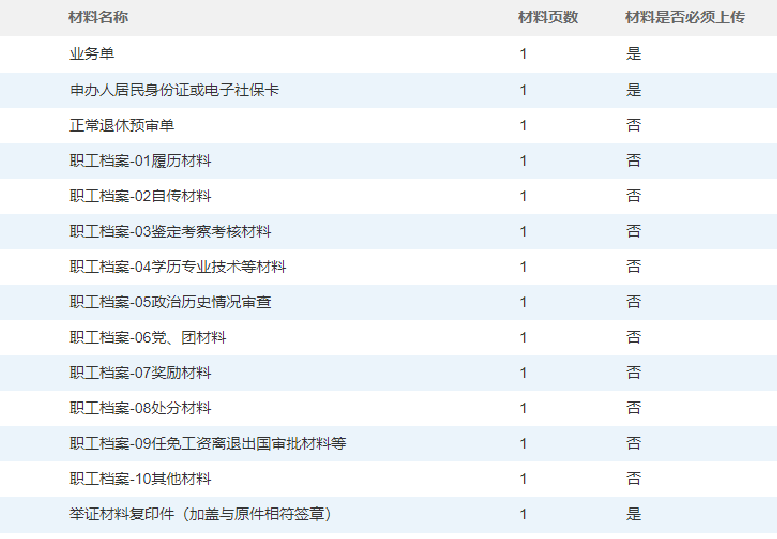 材料名称 材料页数 材料是否必须上传
业务单 1 是
申办人居民身份证或电子社保卡 1 是
正常退休预审单 1 否
职工档案-01履历材料 1 否
职工档案-02自传材料 1 否
职工档案-03鉴定考察考核材料 1 否
职工档案-04学历专业技术等材料 1 否
职工档案-05政治历史情况审查 1 否
职工档案-06党、团材料 1 否
职工档案-07奖励材料 1 否
职工档案-08处分材料 1 否
职工档案-09任免工资离退出国审批材料等 1 否
职工档案-10其他材料 1 否
举证材料复印件（加盖与原件相符签章） 1 是